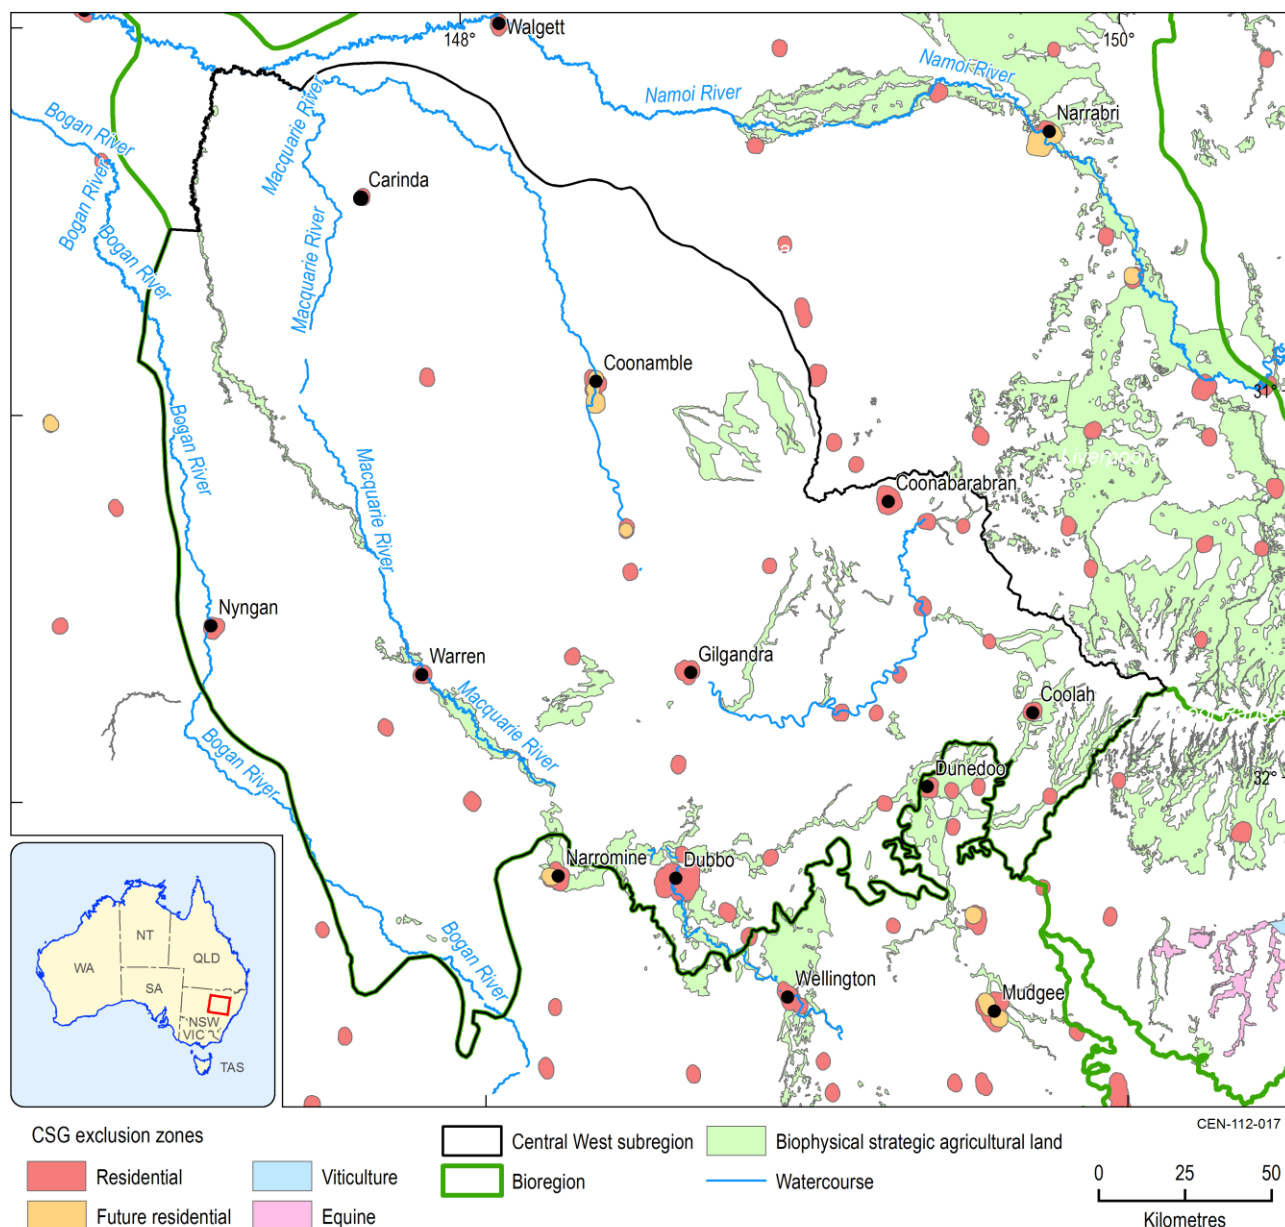 148°
150°
Walgett
Namoi River
Namoi River
Narrabri
Bogan River
Bogan River
Bogan River
Macquarie River
Carinda
Macquarie River
Coonamble
31°
Bogan River
Macquarie River
Liverpool
Coonabarabran
Nyngan
Warren
Gilgandra
Macquarie River
Coolah
Bogan River
Dunedoo
32°
Narromine
Dubbo
Bogan River
Wellington
Mudgee
NT
WA
QLD
SA
NSW
VIC
TAS
CEN-112-017
CSG exclusion zones
Residential
Future residential
Viticulture
Equine
Central West subregion
Bioregion
Biophysical strategic agricultural land
Watercourse
0 25 50
Kilometres